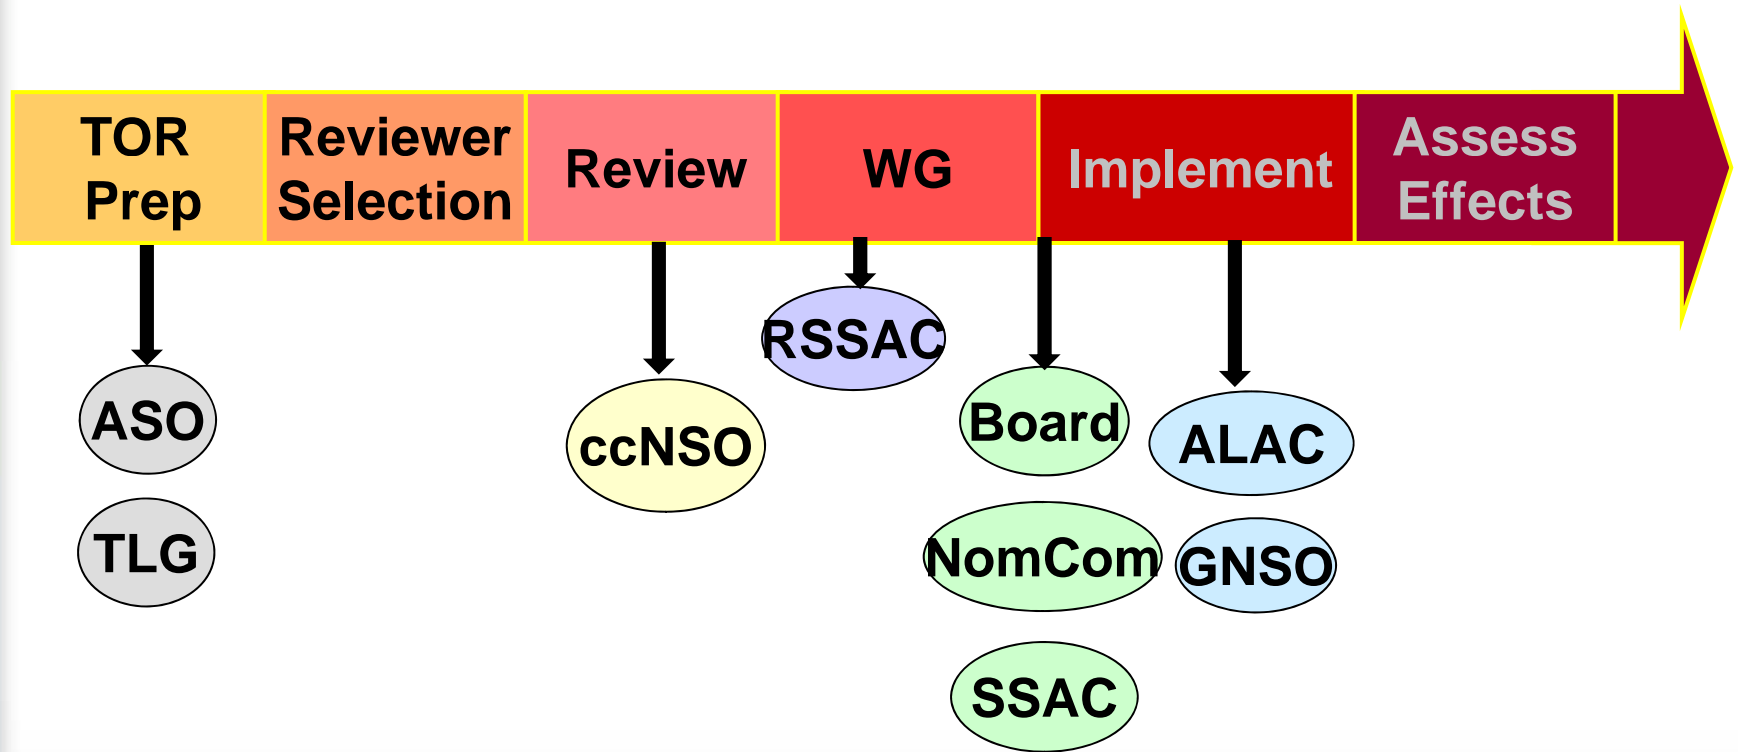 TOR
Prep
Reviewer
Selection
Review
WG
Implement
Assess
Effects
ASO
TLG
ccNSO
RSSAC
Board
NomCom
SSAC
ALAC
GNSO